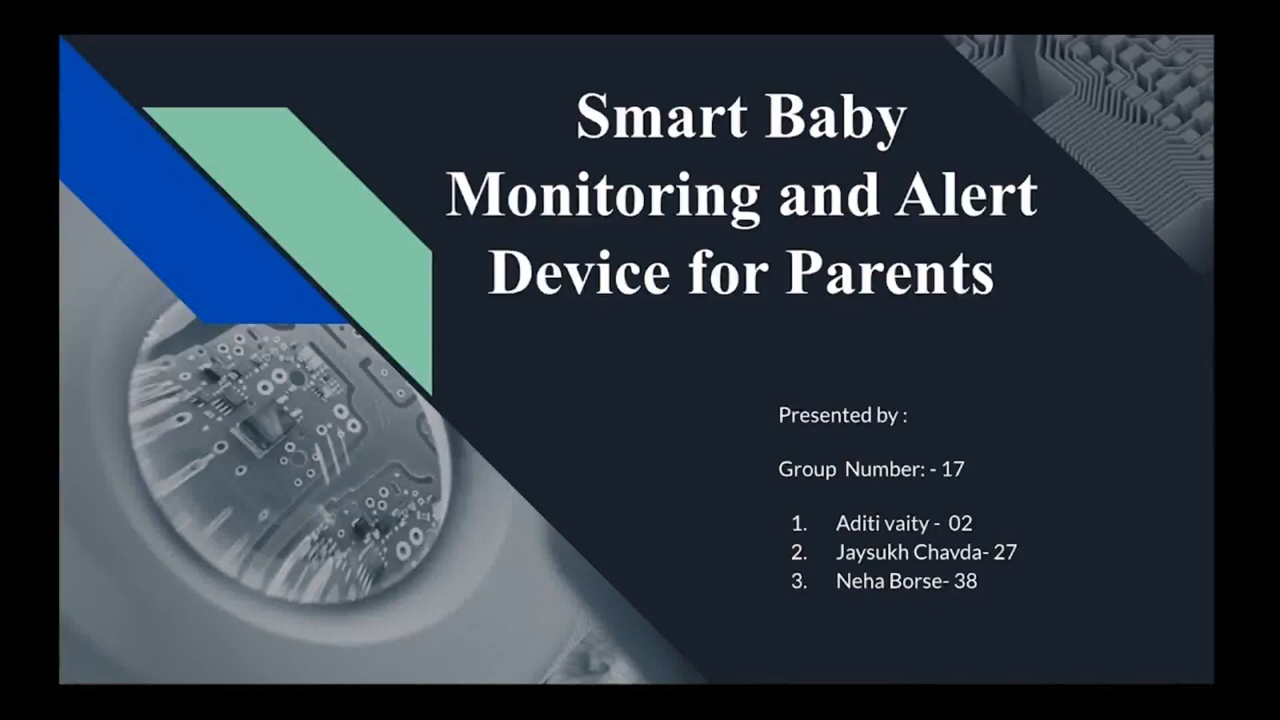 Smart Baby
Monitoring and Alert
Device for Parents
Presented by :
Group Number: - 17
1. Aditi vaity - 02
2. Jaysukh Chavda- 27
3. Neha Borse- 38